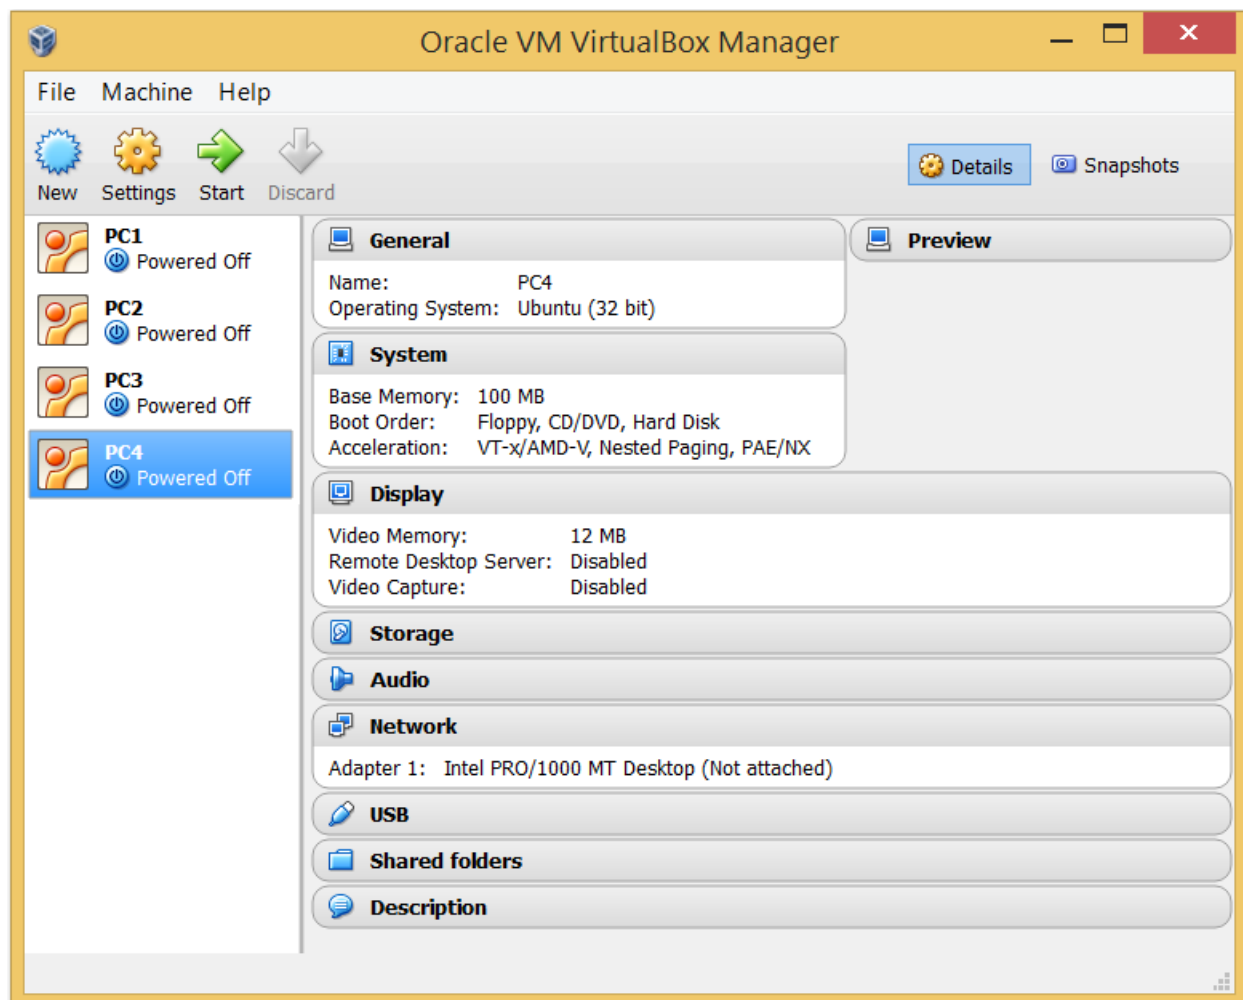 Oracle VM VirtualBox Manager
File Machine Help
New Settings Start Discard
Details Snapshots
PC1
Powered Off
PC2
Powered Off
PC3
Powered Off
PC4
Powered Off
General
Name: PC4
Operating System: Ubuntu (32 bit)
Preview
System
Base Memory: 100 MB
Boot Order: Floppy, CD/DVD, Hard Disk
Acceleration: VT-x/AMD-V, Nested Paging, PAE/NX
Display
Video Memory: 12 MB
Remote Desktop Server: Disabled
Video Capture: Disabled
Storage
Audio
Network
Adapter 1: Intel PRO/1000 MT Desktop (Not attached)
USB
Shared folders
Description